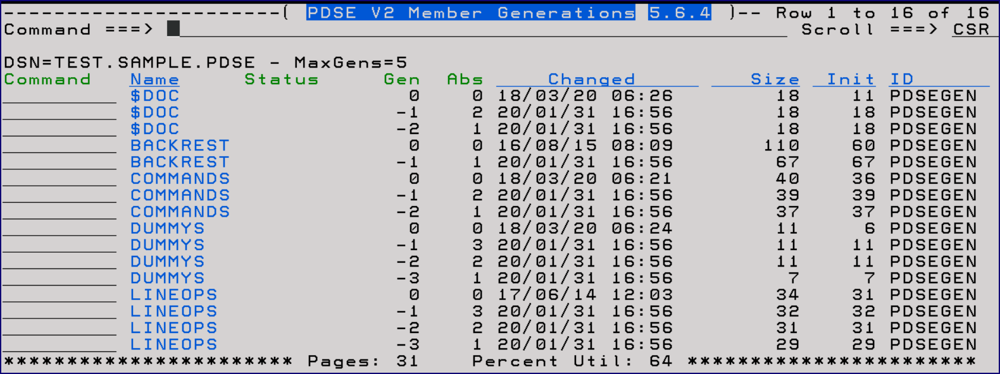 ----------------------( PDSE V2 Member Generations 5.6.4 )-- Row 1 to 16 of 16
Command ===> Scroll ===> CSR
DSN=TEST.SAMPLE.PDSE - MaxGens=5
Command Name Status Gen Abs Changed Size Init ID
$DOC 0 0 18/03/20 06:26 18 11 PDSEGEN
$DOC -1 2 20/01/31 16:56 18 18 PDSEGEN
$DOC -2 1 20/01/31 16:56 18 18 PDSEGEN
BACKREST 0 0 16/08/15 08:09 110 60 PDSEGEN
BACKREST -1 1 20/01/31 16:56 67 67 PDSEGEN
COMMANDS 0 0 18/03/20 06:21 40 36 PDSEGEN
COMMANDS -1 2 20/01/31 16:56 39 39 PDSEGEN
COMMANDS -2 1 20/01/31 16:56 37 37 PDSEGEN
DUMMYS 0 0 18/03/20 06:24 11 6 PDSEGEN
DUMMYS -1 3 20/01/31 16:56 11 11 PDSEGEN
DUMMYS -2 2 20/01/31 16:56 11 11 PDSEGEN
DUMMYS -3 1 20/01/31 16:56 7 7 PDSEGEN
LINEOPS 0 0 17/06/14 12:03 34 31 PDSEGEN
LINEOPS -1 3 20/01/31 16:56 32 32 PDSEGEN
LINEOPS -2 2 20/01/31 16:56 31 31 PDSEGEN
LINEOPS -3 1 20/01/31 16:56 29 29 PDSEGEN
*********************** Pages: 31 Percent Util: 64 ***********************